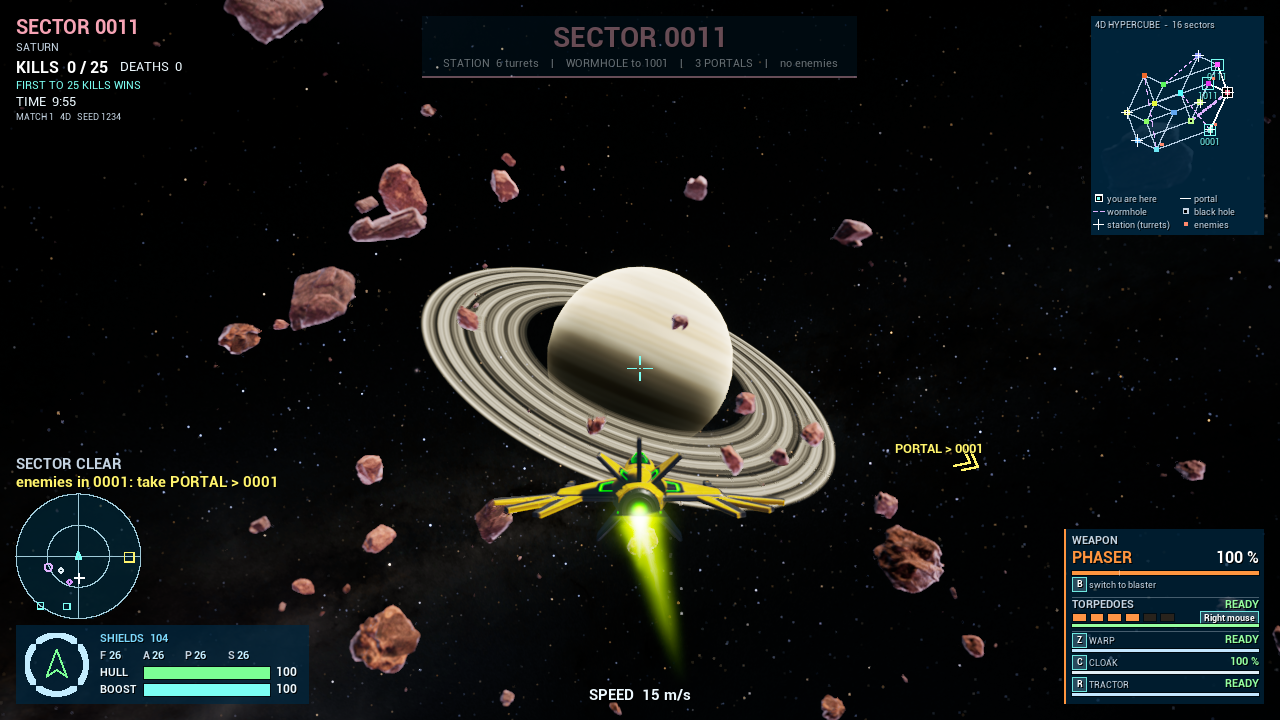 SECTOR 0011
SATURN
KILLS 0 / 25 DEATHS 0
FIRST TO 25 KILLS WINS
TIME 9:55
MATCH 1 4D SEED 1234
SECTOR 0011
STATION 6 turrets | WORMHOLE to 1001 | 3 PORTALS | no enemies
4D HYPERCUBE - 16 sectors
1011
0001
you are here
portal
wormhole
black hole
station (turrets)
enemies
PORTAL > 0001
SECTOR CLEAR
enemies in 0001: take PORTAL > 0001
SHIELDS 104
F 26 A 26 P 26 S 26
HULL 100
BOOST 100
SPEED 15 m/s
WEAPON
PHASER 100 %
B switch to blaster
TORPEDOES READY
Right mouse
Z WARP READY
C CLOAK 100 %
R TRACTOR READY